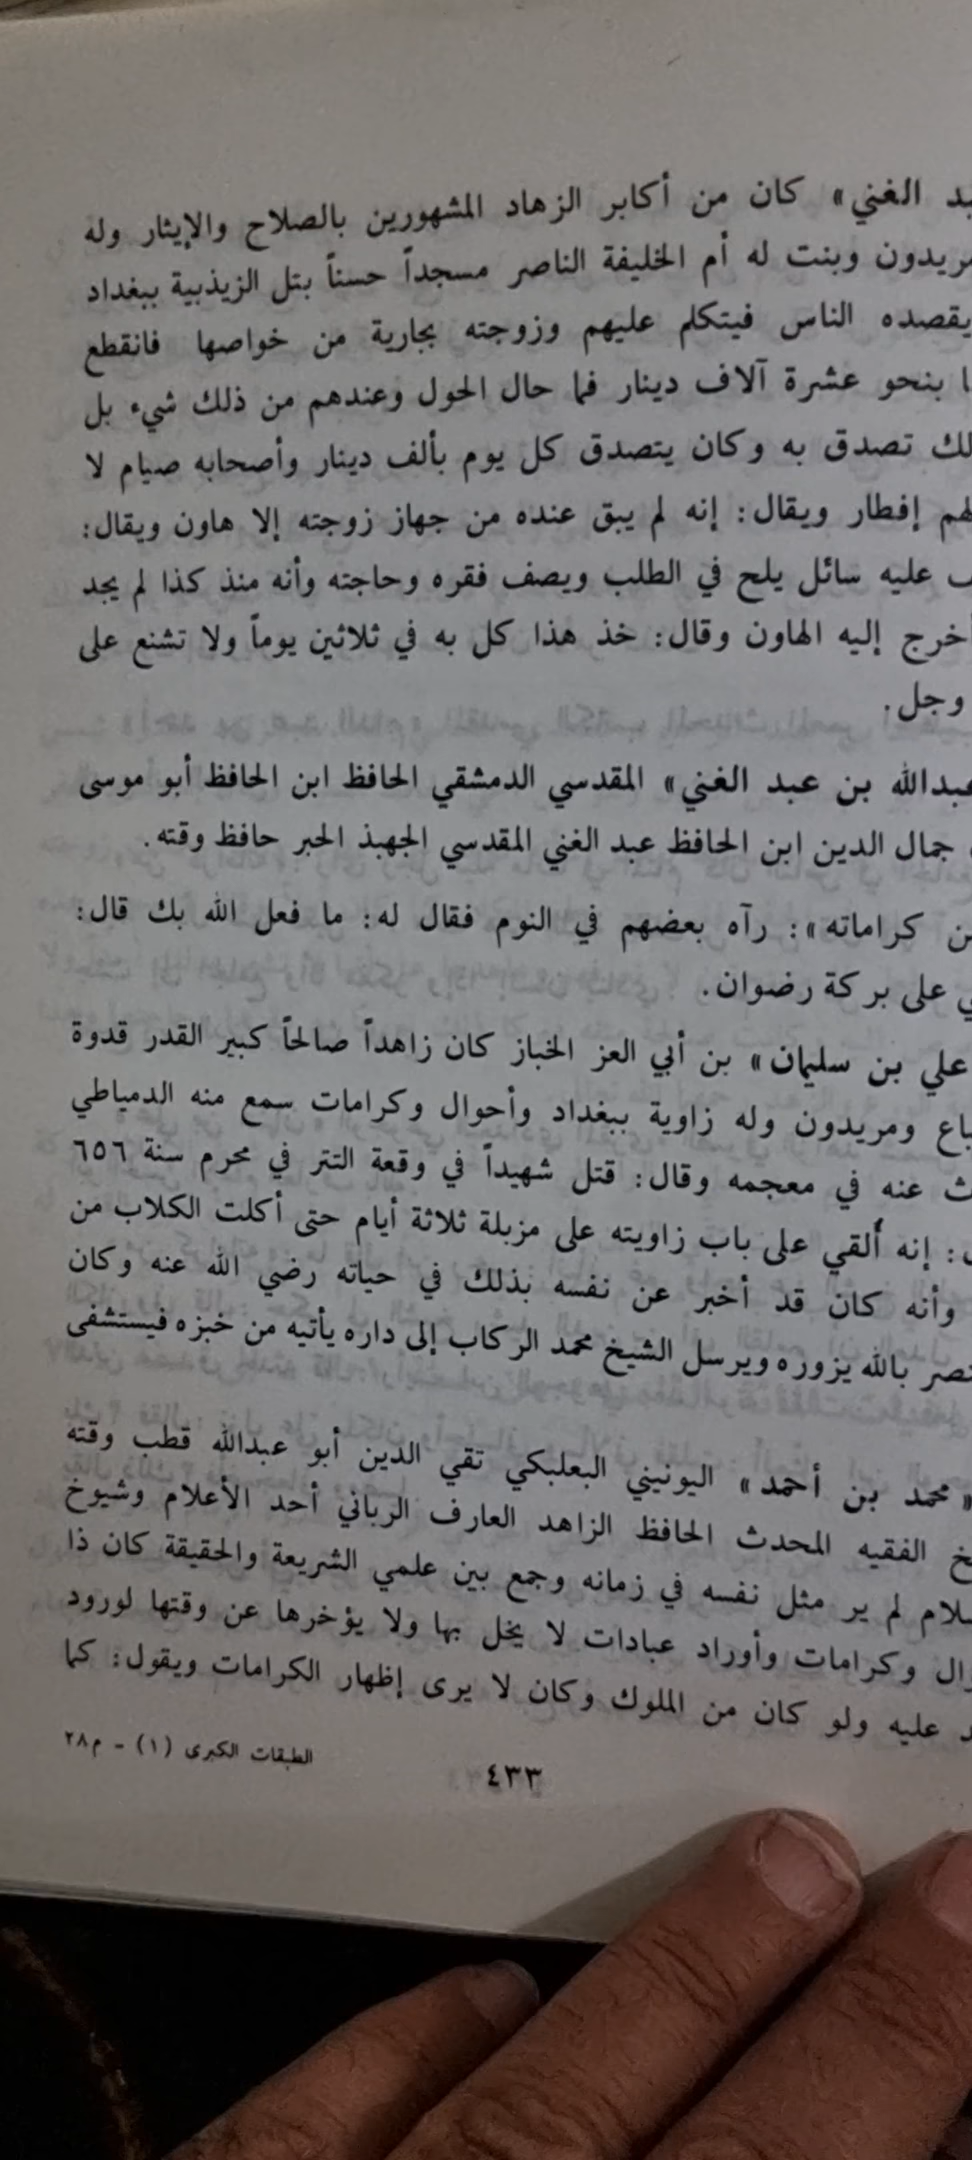 الغني» كان من أكابر الزهاد المشهورين بالصلاح والإيثار وله
مريدون وبنت له أم الخليفة الناصر مسجداً حسناً بتل الزيذبية ببغداد
يقصده الناس فيتكلم عليهم وزوجته بجارية من خواصها فانقطع
بنحو عشرة آلاف دينار فما حال الحول وعندهم من ذلك شيء بل
تصدق به وكان يتصدق كل يوم بألف دينار وأصحابه صيام لا
إفطار ويقال: إنه لم يبق عنده من جهاز زوجته إلا هاون ويقال:
عليه سائل يلح في الطلب ويصف فقره وحاجته وأنه منذ كذا لم يجد
أخرج إليه الهاون وقال: خذ هذا كل به في ثلاثين يوماً ولا تشنع على
وجل.
عبدالله بن عبد الغني» المقدسي الدمشقي الحافظ ابن الحافظ أبو موسى
جمال الدين ابن الحافظ عبد الغني المقدسي الجهبذ الحبر حافظ وقته.
كراماته»: رآه بعضهم في النوم فقال له: ما فعل الله بك قال:
على بركة رضوان.
علي بن سليمان» بن أبي العز الخباز كان زاهداً صالحاً كبير القدر قدوة
ومريدون وله زاوية ببغداد وأحوال وكرامات سمع منه الدمياطي
عنه في معجمه وقال: قتل شهيداً في وقعة التتر في محرم سنة ٦٥٦
: إنه ألقي على باب زاويته على مزبلة ثلاثة أيام حتى أكلت الكلاب من
وأنه كان قد أخبر عن نفسه بذلك في حياته رضي الله عنه وكان
بالله يزوره ويرسل الشيخ محمد الركاب إلى داره يأتيه من خبزه فيستشفى
«محمد بن أحمد» اليونيني البعلبكي تقي الدين أبو عبدالله قطب وقته
الفقيه المحدث الحافظ الزاهد العارف الرباني أحد الأعلام وشيوخ
لم ير مثل نفسه في زمانه وجمع بين علمي الشريعة والحقيقة كان ذا
وكرامات وأوراد عبادات لا يخل بها ولا يؤخرها عن وقتها لورود
عليه ولو كان من الملوك وكان لا يرى إظهار الكرامات ويقول: كما
الطبقات الكبرى (١) - م٢٨
٤٣٣